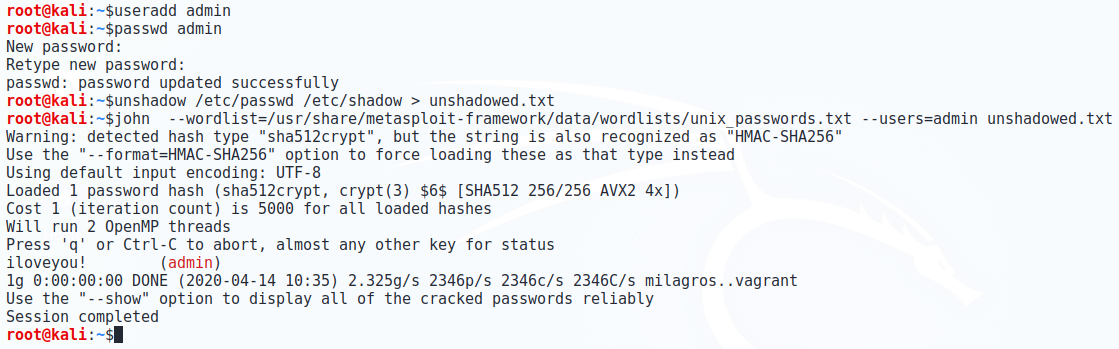 root@kali:~$useradd admin
root@kali:~$passwd admin
New password:
Retype new password:
passwd: password updated successfully
root@kali:~$unshadow /etc/passwd /etc/shadow > unshadowed.txt
root@kali:~$john  --wordlist=/usr/share/metasploit-framework/data/wordlists/unix_passwords.txt --users=admin unshadowed.txt
Warning: detected hash type "sha512crypt", but the string is also recognized as "HMAC-SHA256"
Use the "--format=HMAC-SHA256" option to force loading these as that type instead
Using default input encoding: UTF-8
Loaded 1 password hash (sha512crypt, crypt(3) $6$ [SHA512 256/256 AVX2 4x])
Cost 1 (iteration count) is 5000 for all loaded hashes
Will run 2 OpenMP threads
Press 'q' or Ctrl-C to abort, almost any other key for status
iloveyou!        (admin)
1g 0:00:00:00 DONE (2020-04-14 10:35) 2.325g/s 2346p/s 2346c/s 2346C/s milagros..vagrant
Use the "--show" option to display all of the cracked passwords reliably
Session completed
root@kali:~$